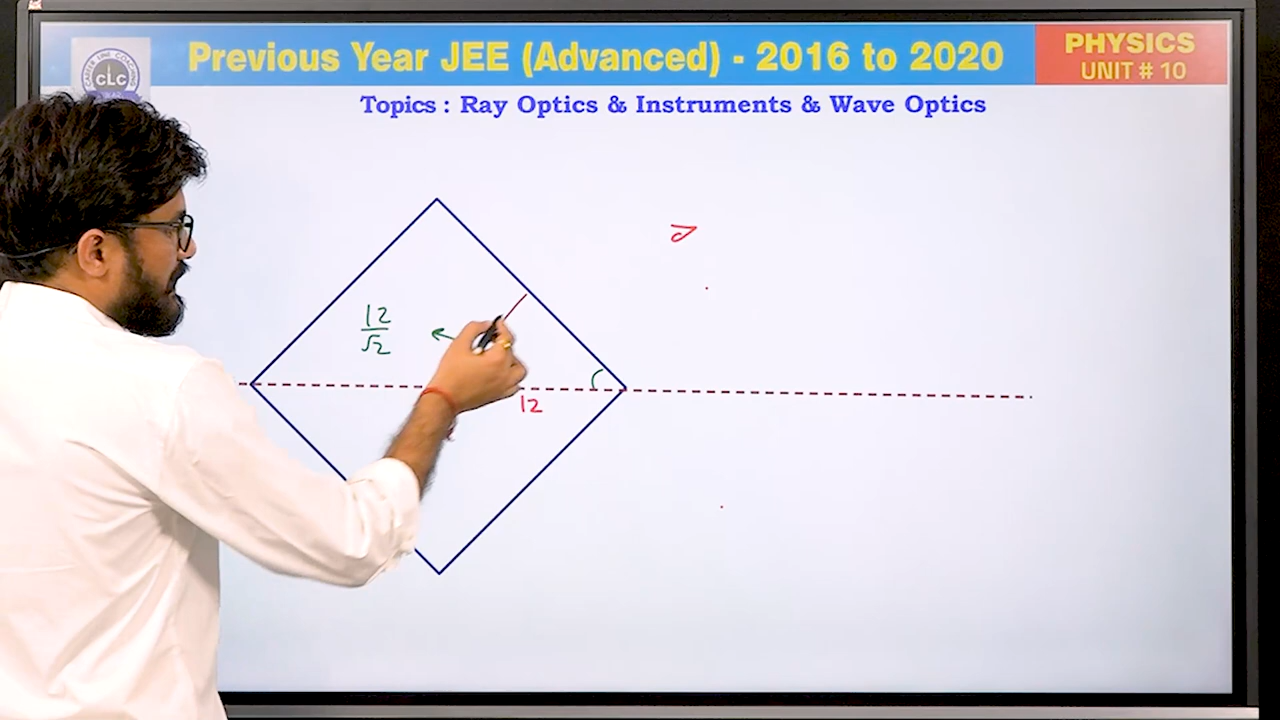 Previous Year JEE (Advanced) - 2016 to 2020
PHYSICS
UNIT # 10
CLC
Topics : Ray Optics & Instruments & Wave Optics
12
√2
12